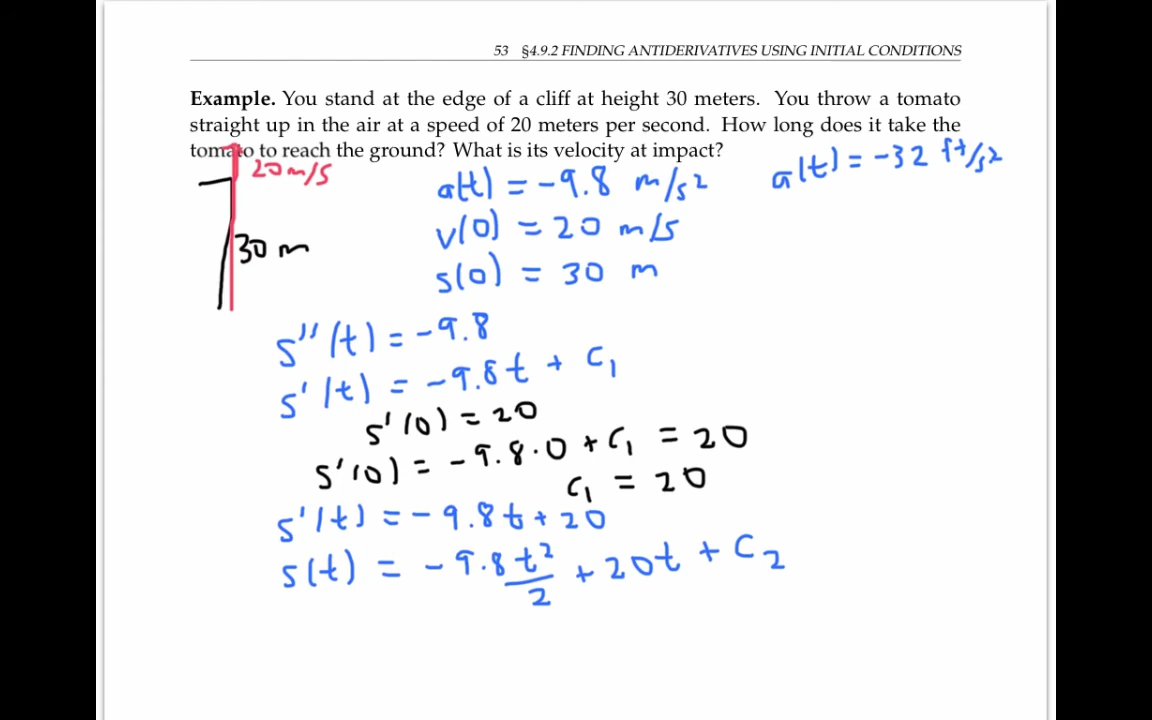 53 §4.9.2 FINDING ANTIDERIVATIVES USING INITIAL CONDITIONS
Example. You stand at the edge of a cliff at height 30 meters. You throw a tomato
straight up in the air at a speed of 20 meters per second. How long does it take the
tomato to reach the ground? What is its velocity at impact?
20 m/s
30 m
a(t) = -9.8 m/s²
a(t) = -32 ft/s²
v(0) = 20 m/s
s(0) = 30 m
s''(t) = -9.8
s'(t) = -9.8t + C₁
s'(0) = 20
s'(0) = -9.8·0 + C₁ = 20
C₁ = 20
s'(t) = -9.8t + 20
s(t) = -9.8 t²/2 + 20t + C₂